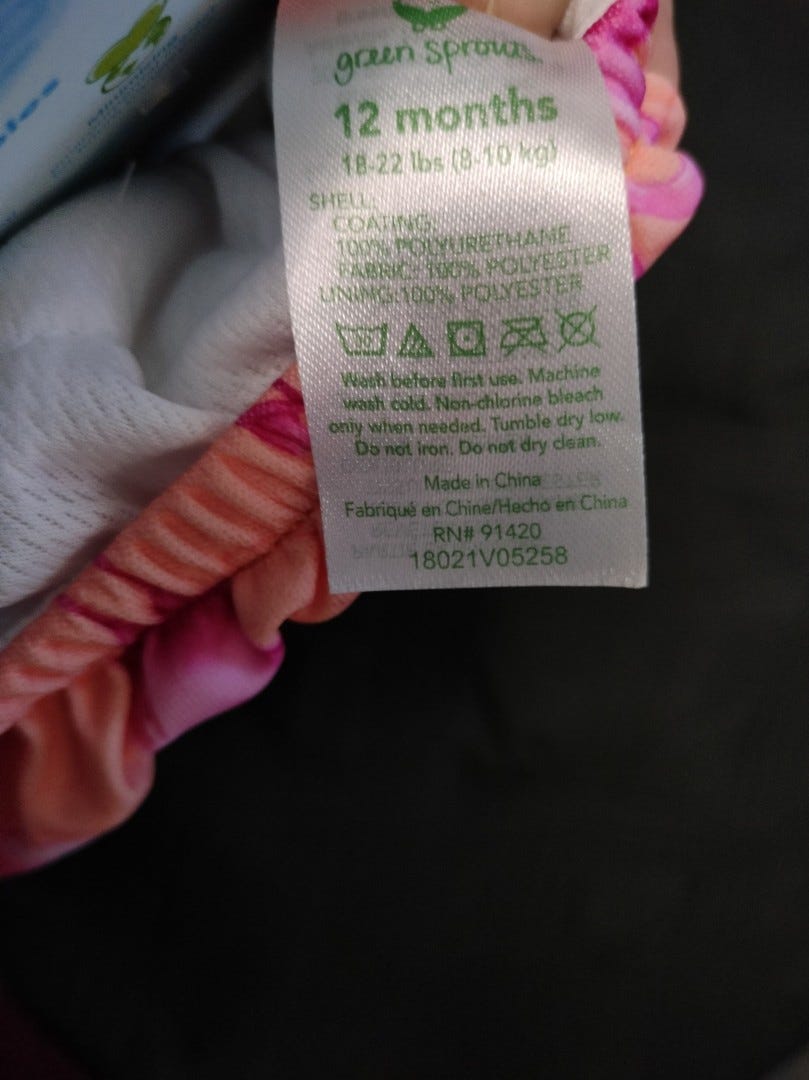 green sprouts.
12 months
18-22 lbs (8-10 kg)
SHELL:
COATING:
100% POLYURETHANE
FABRIC: 100% POLYESTER
LINING:100% POLYESTER
Wash before first use. Machine
wash cold. Non-chlorine bleach
only when needed. Tumble dry low.
Do not iron. Do not dry clean.
Made in China
Fabriqué en Chine/Hecho en China
RN# 91420
18021V05258